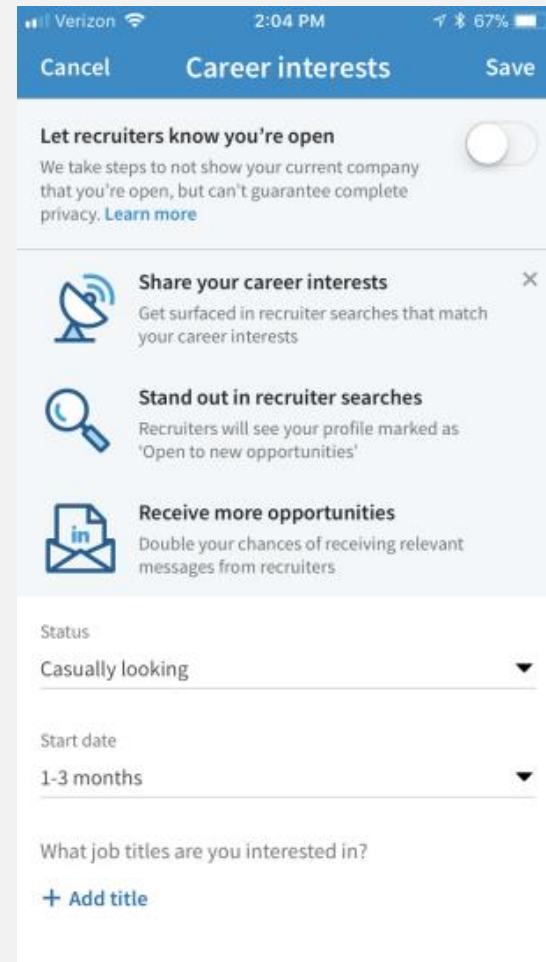 Verizon 2:04 PM 67%
Cancel Career interests Save
Let recruiters know you're open
We take steps to not show your current company
that you're open, but can't guarantee complete
privacy. Learn more
Share your career interests
Get surfaced in recruiter searches that match
your career interests
Stand out in recruiter searches
Recruiters will see your profile marked as
'Open to new opportunities'
in
Receive more opportunities
Double your chances of receiving relevant
messages from recruiters
Status
Casually looking
Start date
1-3 months
What job titles are you interested in?
+ Add title